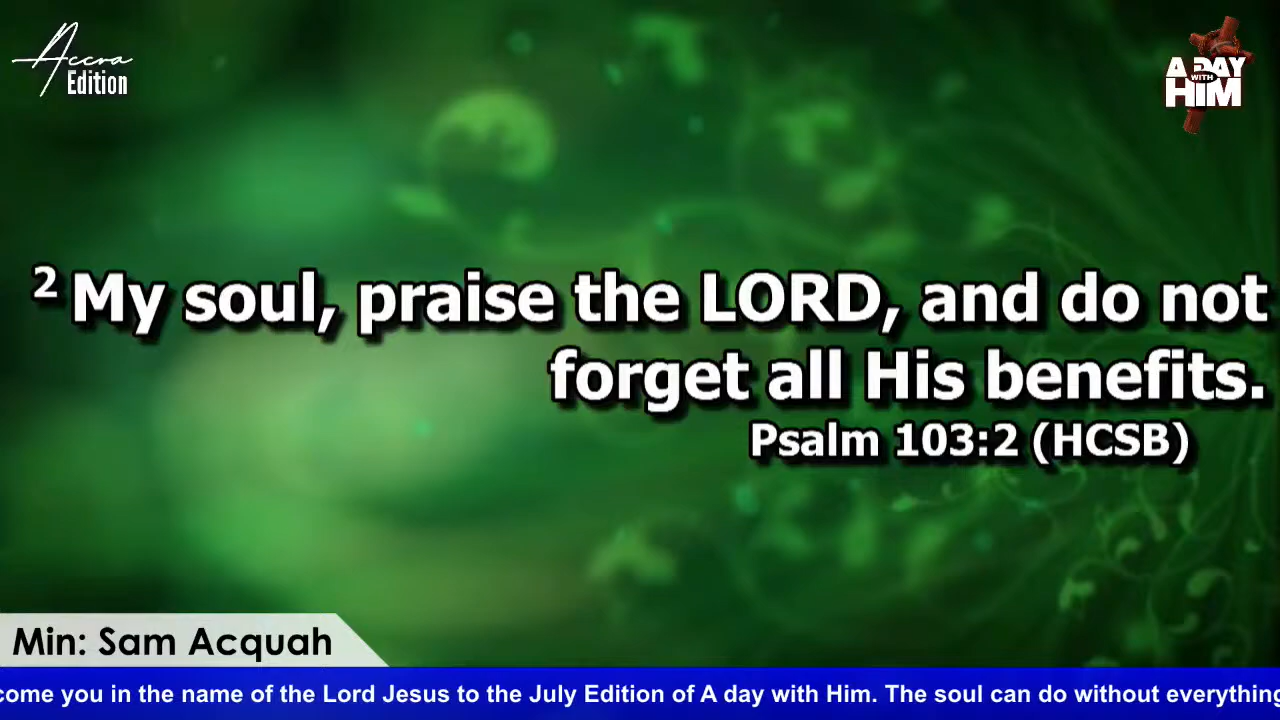 Accra
Edition
A DAY
WITH
HIM
2 My soul, praise the LORD, and do not
forget all His benefits.
Psalm 103:2 (HCSB)
Min: Sam Acquah
come you in the name of the Lord Jesus to the July Edition of A day with Him. The soul can do without everything